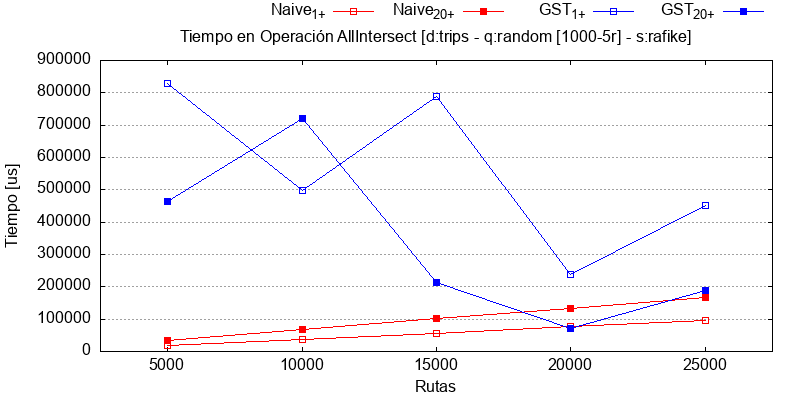 Naive1+ Naive20+ GST1+ GST20+
Tiempo en Operación AllIntersect [d:trips - q:random [1000-5r] - s:rafike]
900000
800000
700000
600000
500000
400000
300000
200000
100000
0
Tiempo [us]
5000 10000 15000 20000 25000
Rutas